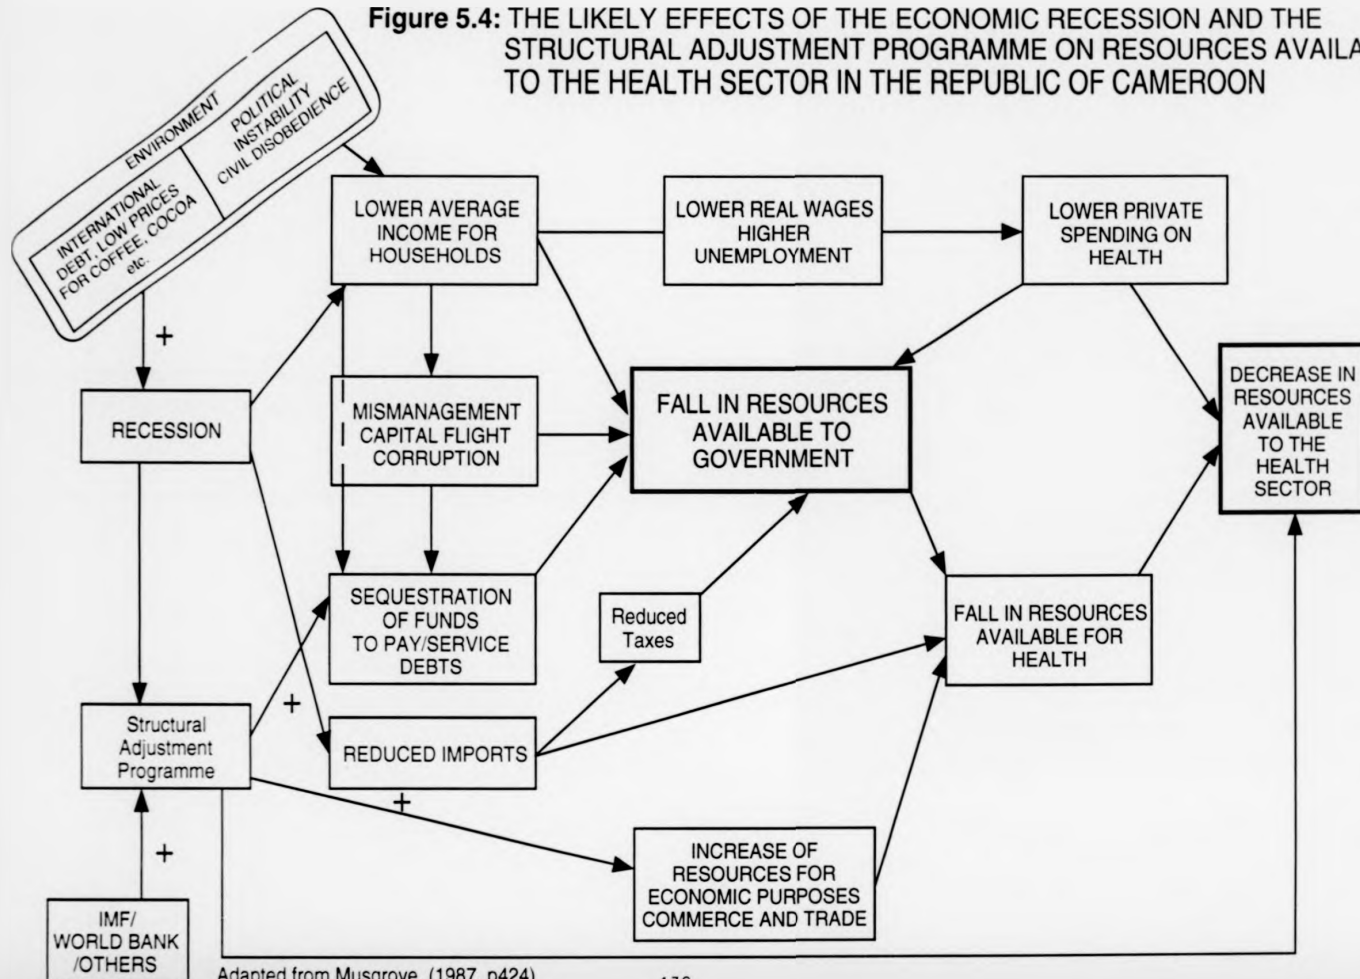 Figure 5.4: THE LIKELY EFFECTS OF THE ECONOMIC RECESSION AND THE
STRUCTURAL ADJUSTMENT PROGRAMME ON RESOURCES AVAILA
TO THE HEALTH SECTOR IN THE REPUBLIC OF CAMEROON
ENVIRONMENT
INTERNATIONAL
DEBT, LOW PRICES
FOR COFFEE, COCOA
etc.
POLITICAL
INSTABILITY
CIVIL DISOBEDIENCE
LOWER AVERAGE
INCOME FOR
HOUSEHOLDS
LOWER REAL WAGES
HIGHER
UNEMPLOYMENT
LOWER PRIVATE
SPENDING ON
HEALTH
+
RECESSION
MISMANAGEMENT
CAPITAL FLIGHT
CORRUPTION
FALL IN RESOURCES
AVAILABLE TO
GOVERNMENT
DECREASE IN
RESOURCES
AVAILABLE
TO THE
HEALTH
SECTOR
SEQUESTRATION
OF FUNDS
TO PAY/SERVICE
DEBTS
Reduced
Taxes
FALL IN RESOURCES
AVAILABLE FOR
HEALTH
+
Structural
Adjustment
Programme
REDUCED IMPORTS
+
+
INCREASE OF
RESOURCES FOR
ECONOMIC PURPOSES
COMMERCE AND TRADE
IMF/
WORLD BANK
/OTHERS
Adapted from Musgrove, (1987, p424)